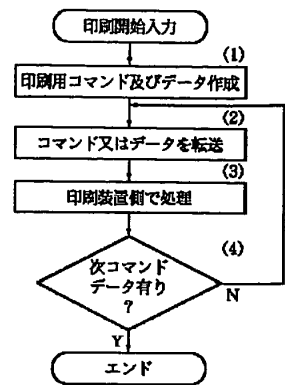 印刷開始入力
(1)
印刷用コマンド及びデータ作成
(2)
コマンド又はデータを転送
(3)
印刷装置側で処理
(4)
次コマンド
データ有り
?
N
Y
エンド